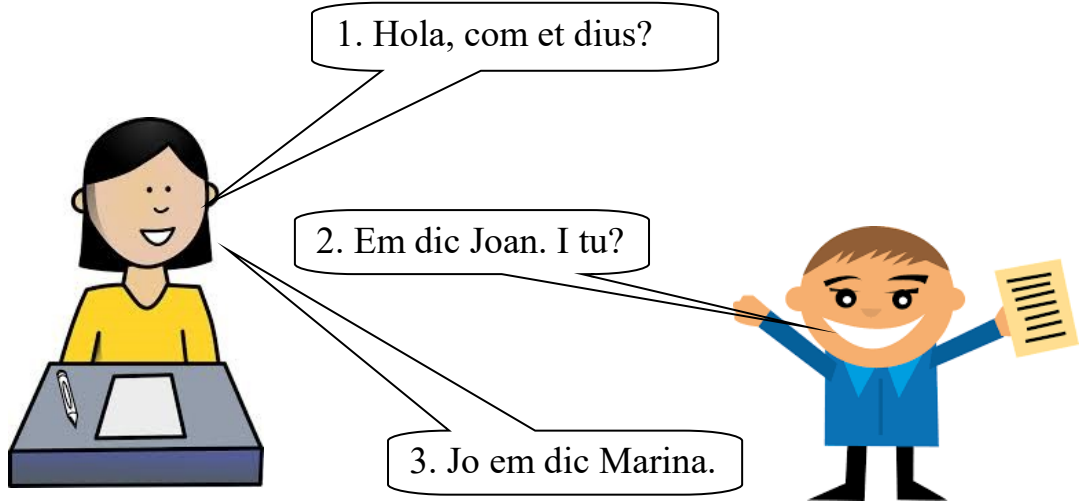 1. Hola, com et dius?
2. Em dic Joan. I tu?
3. Jo em dic Marina.